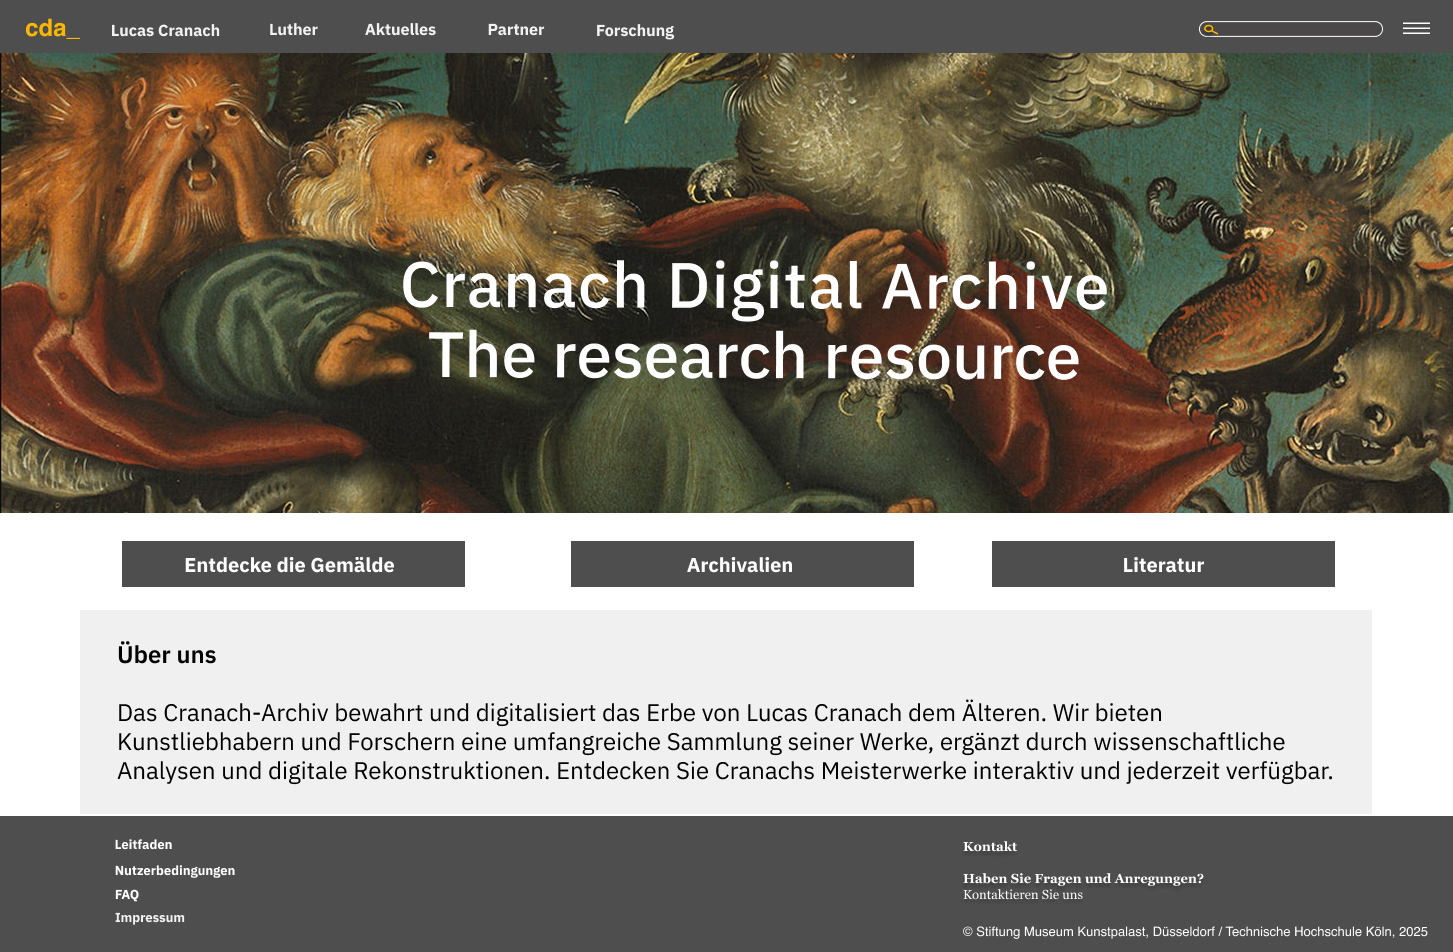 cda_
Lucas Cranach
Luther
Aktuelles
Partner
Forschung
Cranach Digital Archive
The research resource
Entdecke die Gemälde
Archivalien
Literatur
Über uns
Das Cranach-Archiv bewahrt und digitalisiert das Erbe von Lucas Cranach dem Älteren. Wir bieten
Kunstliebhabern und Forschern eine umfangreiche Sammlung seiner Werke, ergänzt durch wissenschaftliche
Analysen und digitale Rekonstruktionen. Entdecken Sie Cranachs Meisterwerke interaktiv und jederzeit verfügbar.
Leitfaden
Nutzerbedingungen
FAQ
Impressum
Kontakt
Haben Sie Fragen und Anregungen?
Kontaktieren Sie uns
© Stiftung Museum Kunstpalast, Düsseldorf / Technische Hochschule Köln, 2025